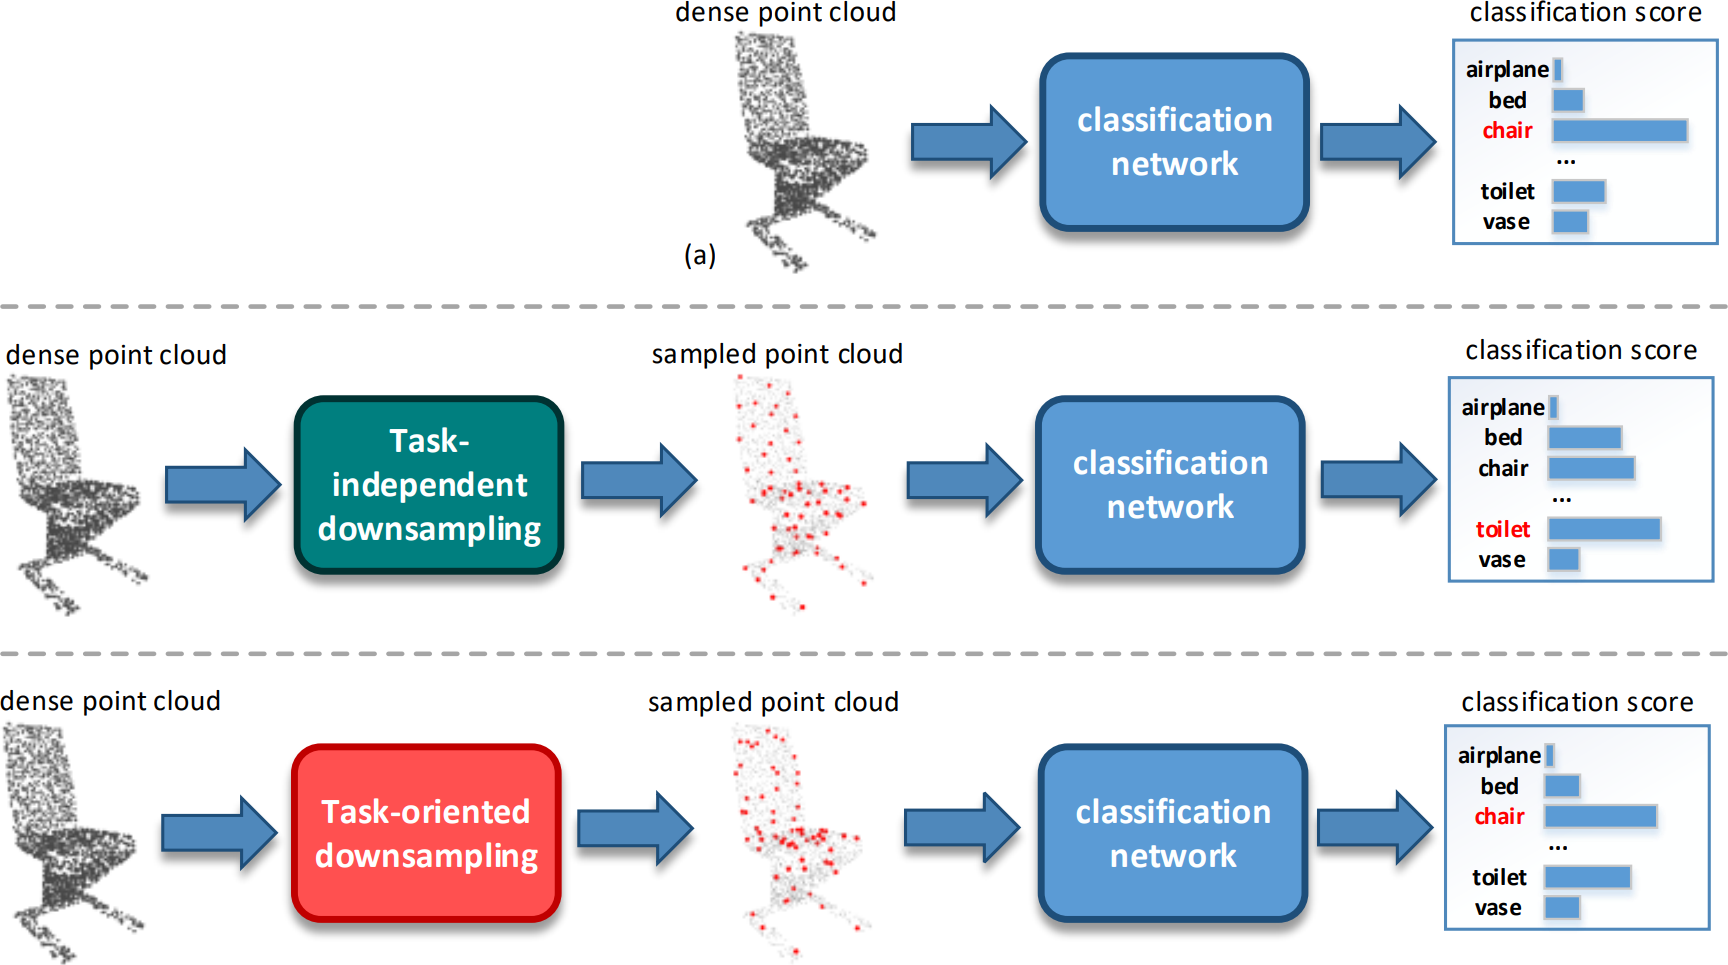 dense point cloud
classification score
classification
network
airplane
bed
chair
...
toilet
vase
(a)
dense point cloud
sampled point cloud
classification score
Task-
independent
downsampling
classification
network
airplane
bed
chair
...
toilet
vase
dense point cloud
sampled point cloud
classification score
Task-oriented
downsampling
classification
network
airplane
bed
chair
...
toilet
vase